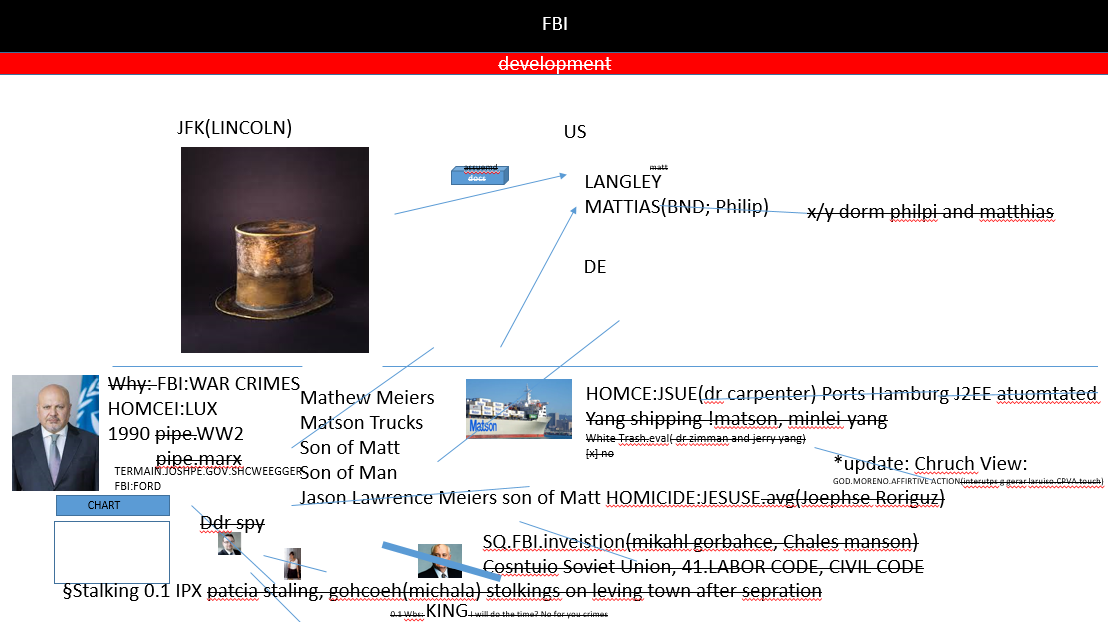 FBI
development
JFK(LINCOLN)
US
assuemd
docs
matt
LANGLEY
MATTIAS(BND; Philip)
x/y dorm philpi and matthias
DE
Why: FBI:WAR CRIMES
HOMCEI:LUX
1990 pipe.WW2
pipe.marx
TERMAIN.JOSHPE.GOV.SHCWEEGGER
FBI:FORD
CHART
Mathew Meiers
Matson Trucks
Son of Matt
Son of Man
Jason Lawrence Meiers son of Matt HOMICIDE:JESUSE.avg(Joephse Roriguz)
Matson
HOMCE:JSUE(dr carpenter) Ports Hamburg J2EE atuomtated
Yang shipping !matson, minlei yang
White Trash.eval( dr zimman and jerry yang)
[x] no
*update: Chruch View:
GOD.MORENO.AFFIRTIVE ACTION(interutps g gerar laruiso.CPVA.touch)
Ddr spy
SQ.FBI.inveistion(mikahl gorbahce, Chales manson)
Cosntuio Soviet Union, 41.LABOR CODE, CIVIL CODE
§Stalking 0.1 IPX patcia staling, gohcoeh(michala) stolkings on leving town after sepration
0.1 Wbs: KING I will do the time? No for you crimes